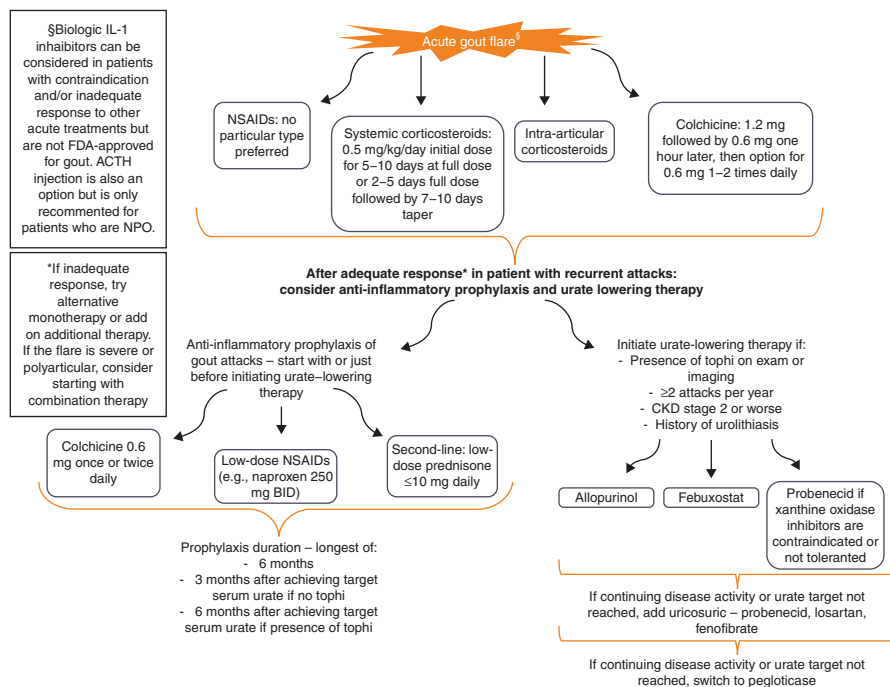 §Biologic IL-1
inhaibitors can be
considered in patients
with contraindication
and/or inadequate
response to other
acute treatments but
are not FDA-approved
for gout. ACTH
injection is also an
option but is only
recommented for
patients who are NPO.
*If inadequate
response, try
alternative
monotherapy or add
on additional therapy.
If the flare is severe or
polyarticular, consider
starting with
combination therapy
Acute gout flare§
NSAIDs: no
particular type
preferred
Systemic corticosteroids:
0.5 mg/kg/day initial dose
for 5–10 days at full dose
or 2–5 days full dose
followed by 7–10 days
taper
Intra-articular
corticosteroids
Colchicine: 1.2 mg
followed by 0.6 mg one
hour later, then option for
0.6 mg 1–2 times daily
After adequate response* in patient with recurrent attacks:
consider anti-inflammatory prophylaxis and urate lowering therapy
Anti-inflammatory prophylaxis of
gout attacks – start with or just
before initiating urate–lowering
therapy
Colchicine 0.6
mg once or twice
daily
Low-dose NSAIDs
(e.g., naproxen 250
mg BID)
Second-line: low-
dose prednisone
≤10 mg daily
Prophylaxis duration – longest of:
- 6 months
- 3 months after achieving target
serum urate if no tophi
- 6 months after achieving target
serum urate if presence of tophi
Initiate urate-lowering therapy if:
- Presence of tophi on exam or
imaging
- ≥2 attacks per year
- CKD stage 2 or worse
- History of urolithiasis
Allopurinol
Febuxostat
Probenecid if
xanthine oxidase
inhibitors are
contraindicated or
not toleranted
If continuing disease activity or urate target not
reached, add uricosuric – probenecid, losartan,
fenofibrate
If continuing disease activity or urate target not
reached, switch to pegloticase